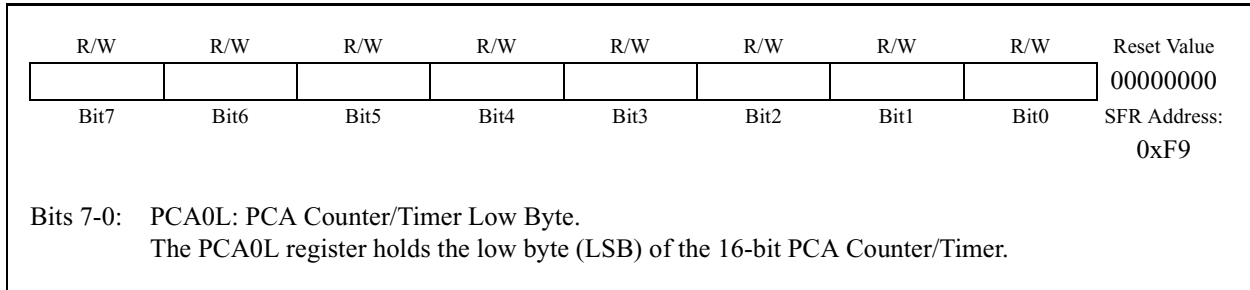 R/W R/W R/W R/W R/W R/W R/W R/W Reset Value
00000000
Bit7 Bit6 Bit5 Bit4 Bit3 Bit2 Bit1 Bit0 SFR Address:
0xF9
Bits 7-0: PCA0L: PCA Counter/Timer Low Byte.
The PCA0L register holds the low byte (LSB) of the 16-bit PCA Counter/Timer.